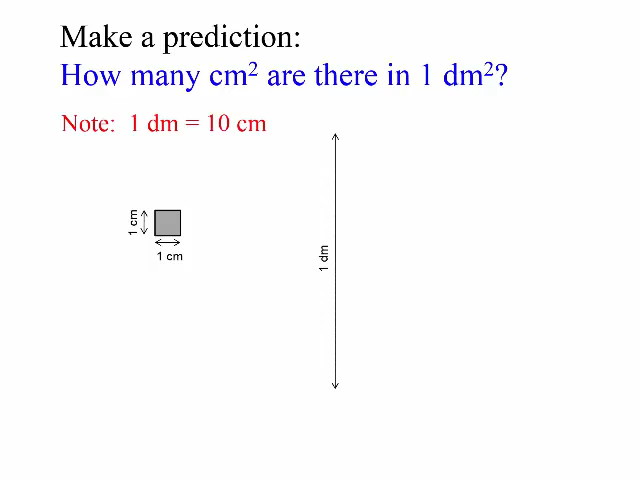 Make a prediction:
How many cm² are there in 1 dm²?
Note: 1 dm = 10 cm
1 cm
1 cm
1 dm